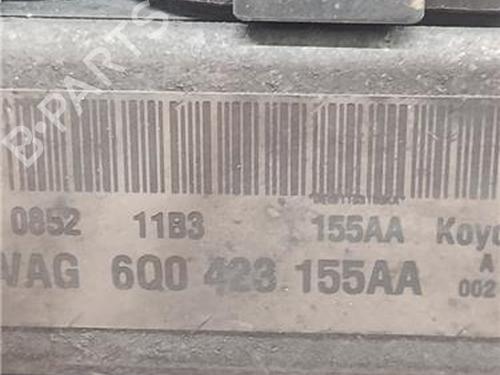 B-PARTS
0852 11B3 155AA Koyo
VAG 6Q0 423 155AA
A
002